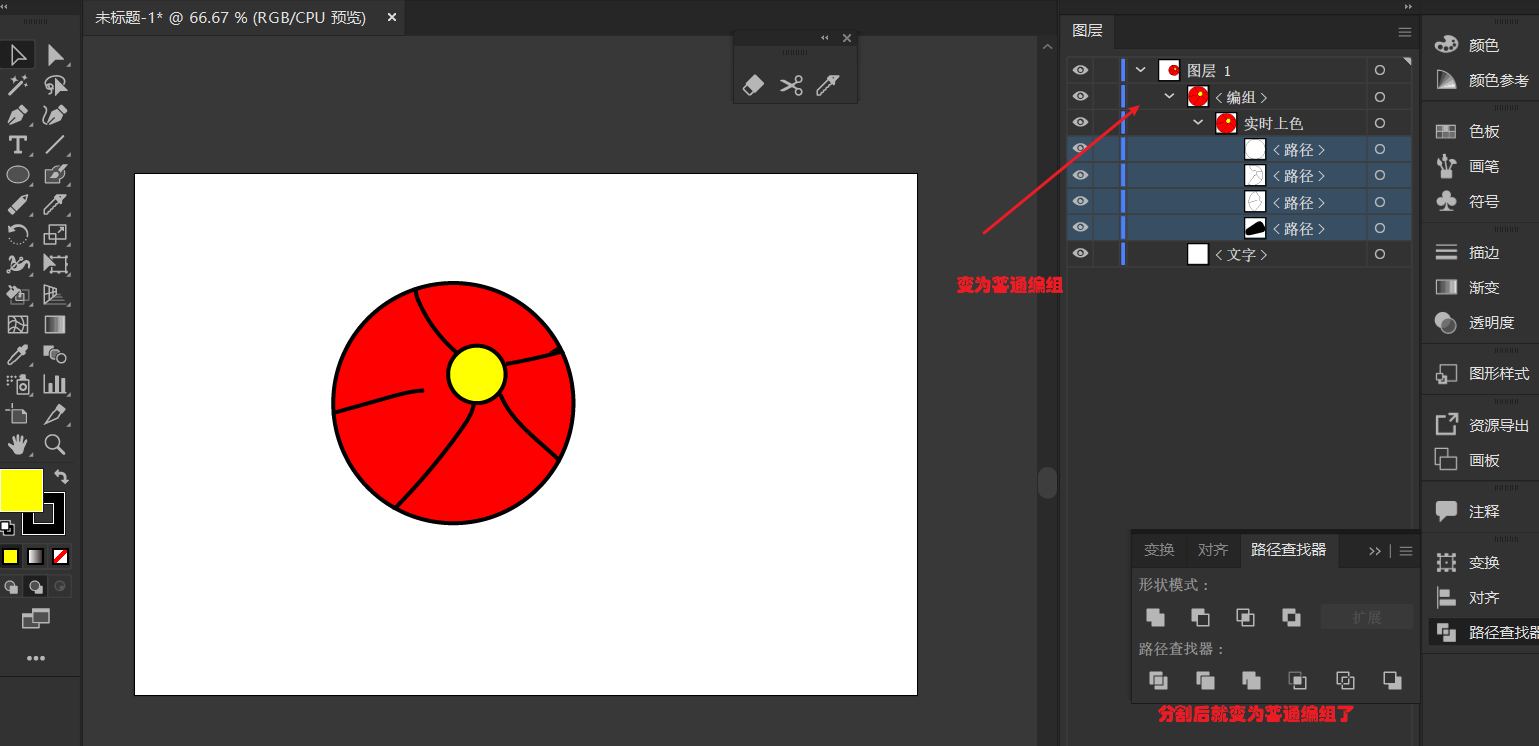 未标题-1* @ 66.67 % (RGB/CPU 预览)
图层
图层 1
<编组>
实时上色
<路径>
<路径>
<路径>
<路径>
<文字>
变为普通编组
变换 对齐 路径查找器
形状模式：
扩展
路径查找器：
分割后就变为普通编组了
颜色
颜色参考
色板
画笔
符号
描边
渐变
透明度
图形样式
资源导出
画板
注释
变换
对齐
路径查找器